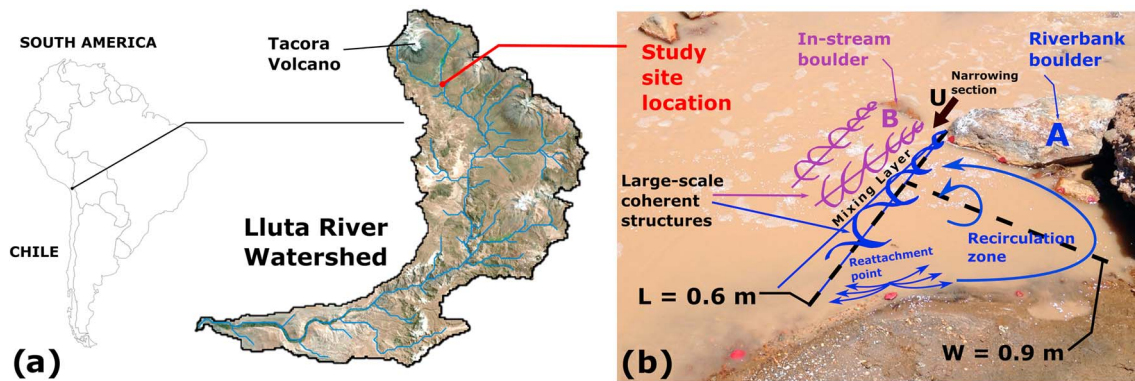 SOUTH AMERICA
CHILE
Tacora
Volcano
Lluta River
Watershed
Study
site
location
(a)
In-stream
boulder
Riverbank
boulder
Narrowing
section
U
B
A
Large-scale
coherent
structures
Mixing Layer
Recirculation
zone
Reattachment
point
L = 0.6 m
W = 0.9 m
(b)